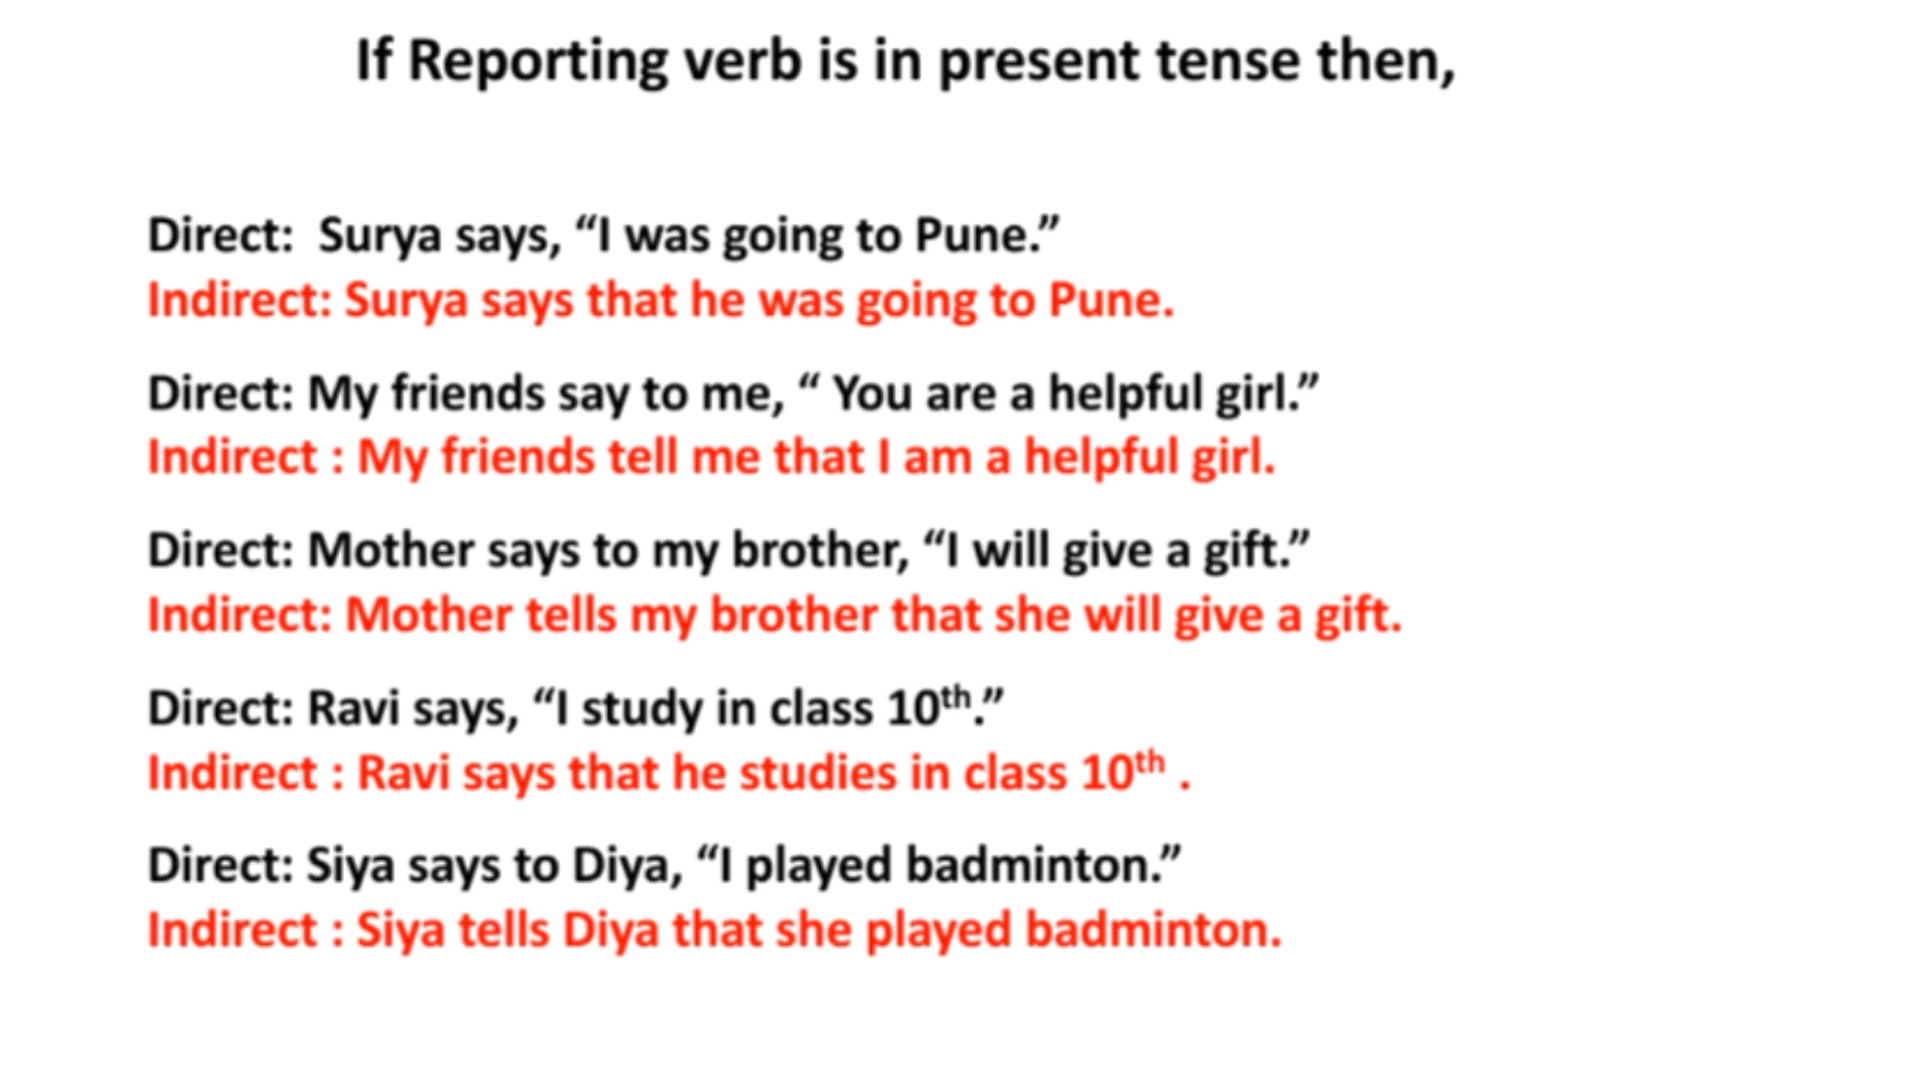 If Reporting verb is in present tense then,
Direct:  Surya says, “I was going to Pune.”
Indirect: Surya says that he was going to Pune.
Direct: My friends say to me, “ You are a helpful girl.”
Indirect : My friends tell me that I am a helpful girl.
Direct: Mother says to my brother, “I will give a gift.”
Indirect: Mother tells my brother that she will give a gift.
Direct: Ravi says, “I study in class 10th.”
Indirect : Ravi says that he studies in class 10th .
Direct: Siya says to Diya, “I played badminton.”
Indirect : Siya tells Diya that she played badminton.